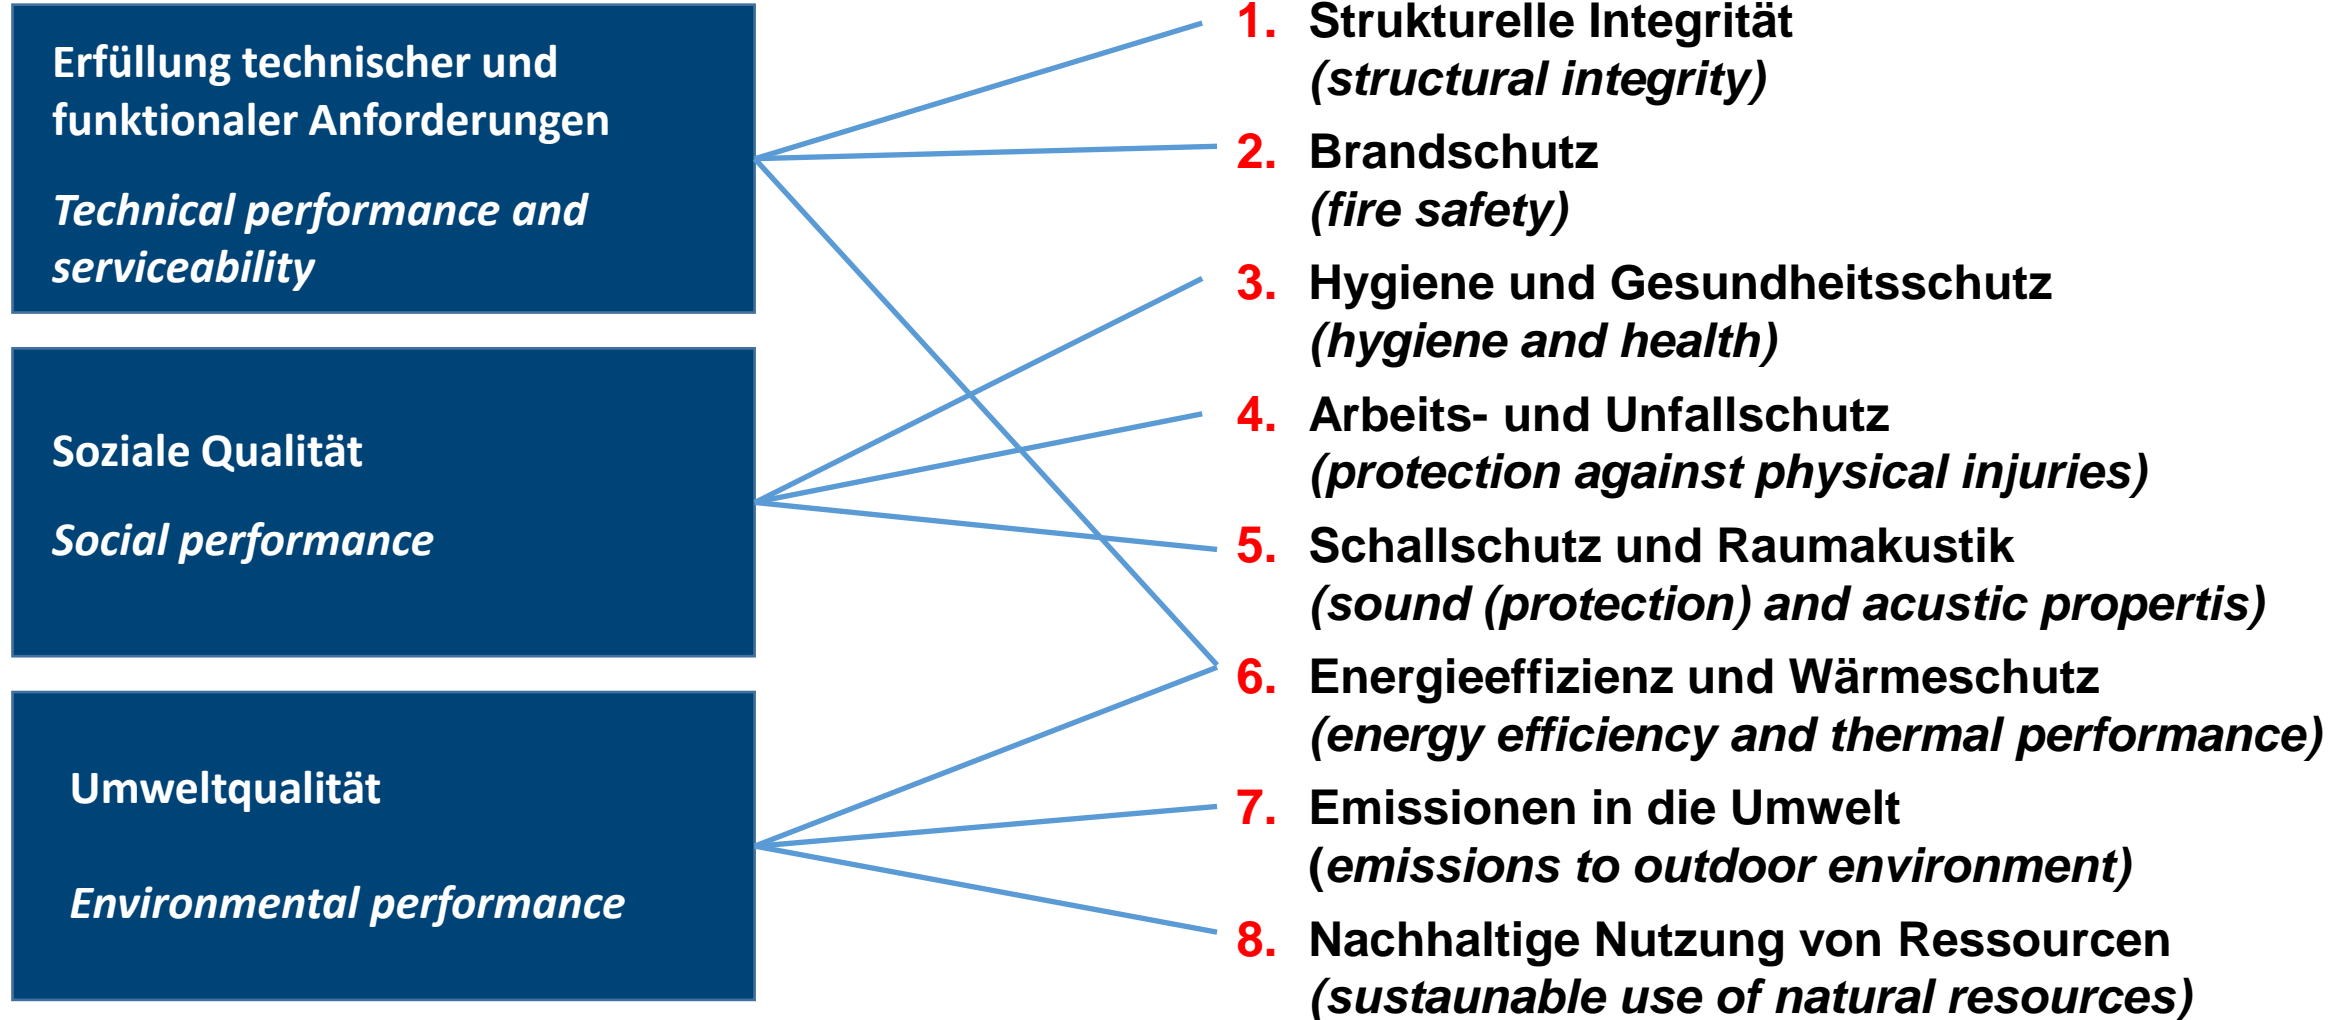 Erfüllung technischer und
funktionaler Anforderungen
Technical performance and
serviceability
Soziale Qualität
Social performance
Umweltqualität
Environmental performance
1. Strukturelle Integrität
(structural integrity)
2. Brandschutz
(fire safety)
3. Hygiene und Gesundheitsschutz
(hygiene and health)
4. Arbeits- und Unfallschutz
(protection against physical injuries)
5. Schallschutz und Raumakustik
(sound (protection) and acustic propertis)
6. Energieeffizienz und Wärmeschutz
(energy efficiency and thermal performance)
7. Emissionen in die Umwelt
(emissions to outdoor environment)
8. Nachhaltige Nutzung von Ressourcen
(sustaunable use of natural resources)